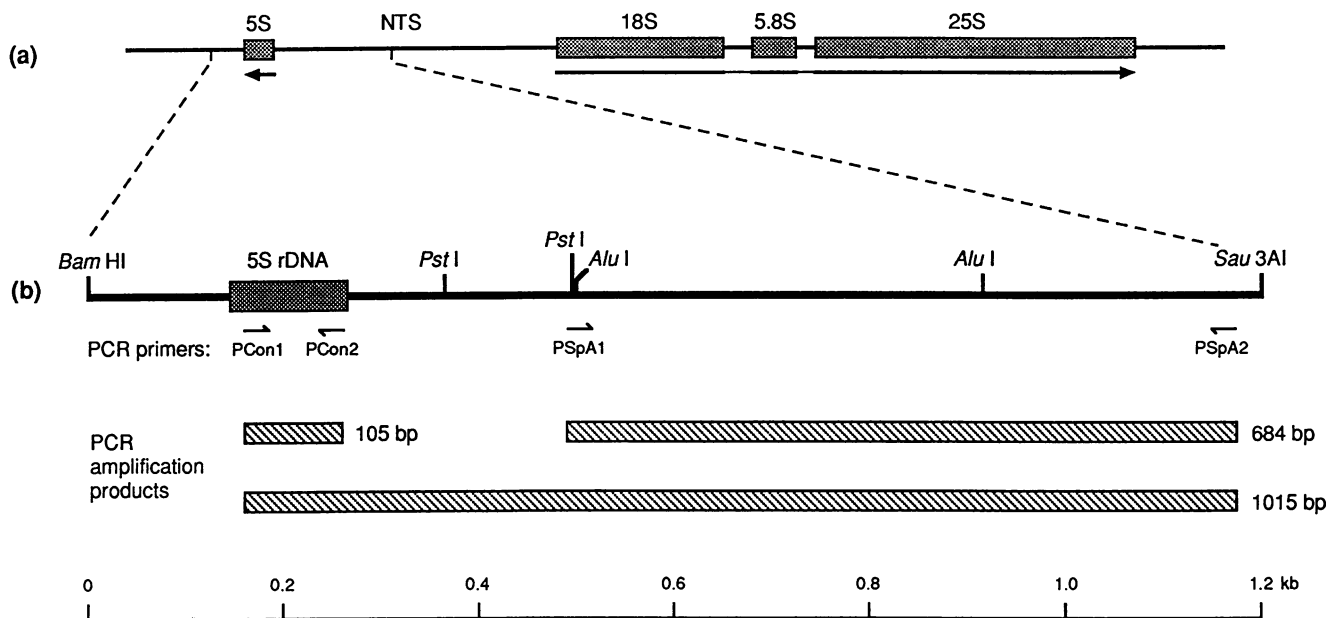 5S NTS 18S 5.8S 25S
(a)
Bam HI 5S rDNA Pst I Pst I Alu I Alu I Sau 3AI
(b)
PCR primers: PCon1 PCon2 PSpA1 PSpA2
PCR
amplification
products
105 bp 684 bp
1015 bp
0 0.2 0.4 0.6 0.8 1.0 1.2 kb